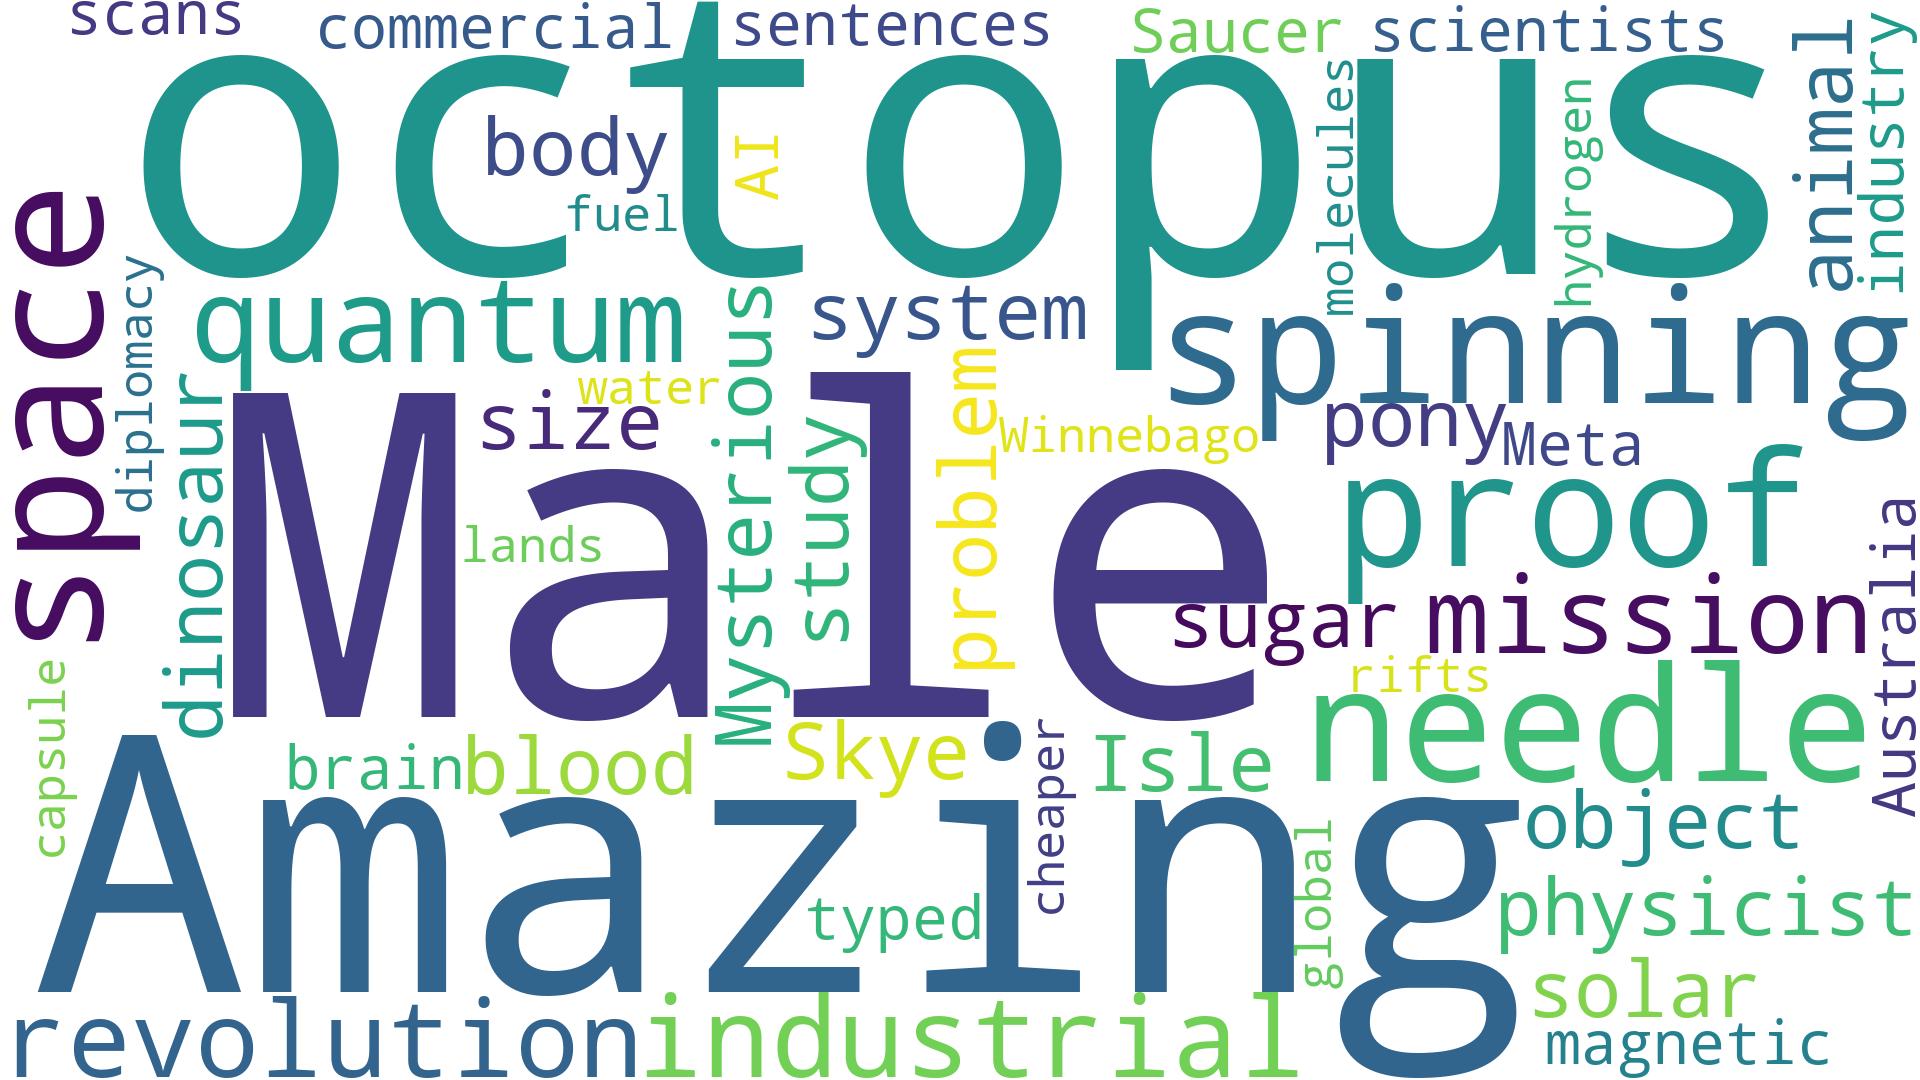 scans
commercial
sentences
Saucer
scientists
octopus
animal
industry
body
AI
fuel
molecules
hydrogen
space
diplomacy
quantum
Mysterious
system
spinning
dinosaur
water
size
study
problem
Winnebago
pony
Meta
Male
lands
proof
Australia
sugar
mission
rifts
needle
capsule
brain
blood
Skye
cheaper
Isle
Amazing
object
typed
global
physicist
solar
revolution
industrial
magnetic